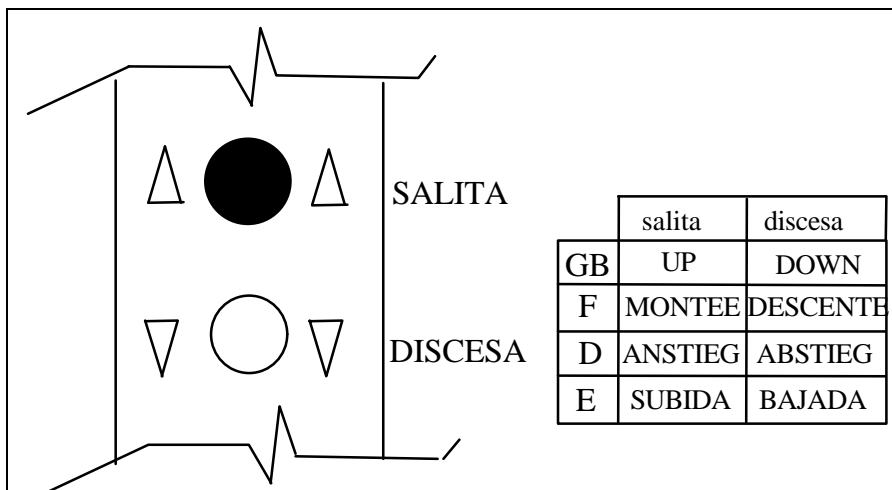 SALITA
DISCESA
salita discesa
GB UP DOWN
F MONTEE DESCENTE
D ANSTIEG ABSTIEG
E SUBIDA BAJADA